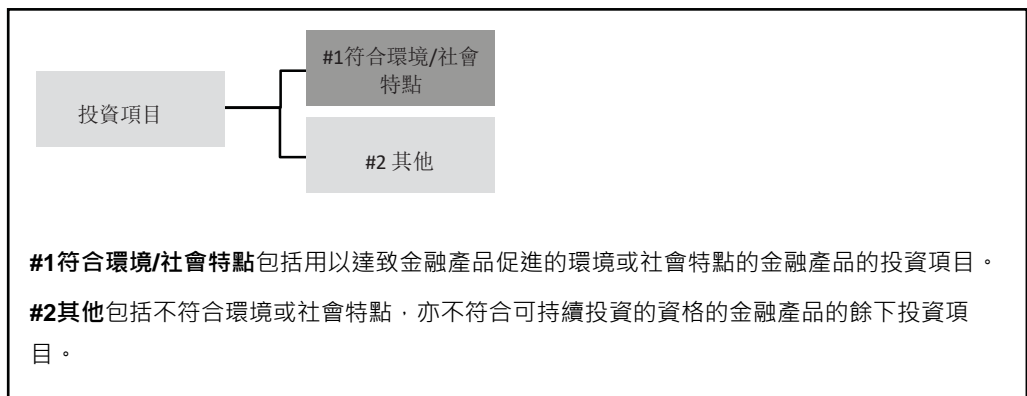 #1符合環境/社會
特點
投資項目
#2 其他
#1符合環境/社會特點包括用以達致金融產品促進的環境或社會特點的金融產品的投資項目。
#2其他包括不符合環境或社會特點，亦不符合可持續投資的資格的金融產品的餘下投資項
目。